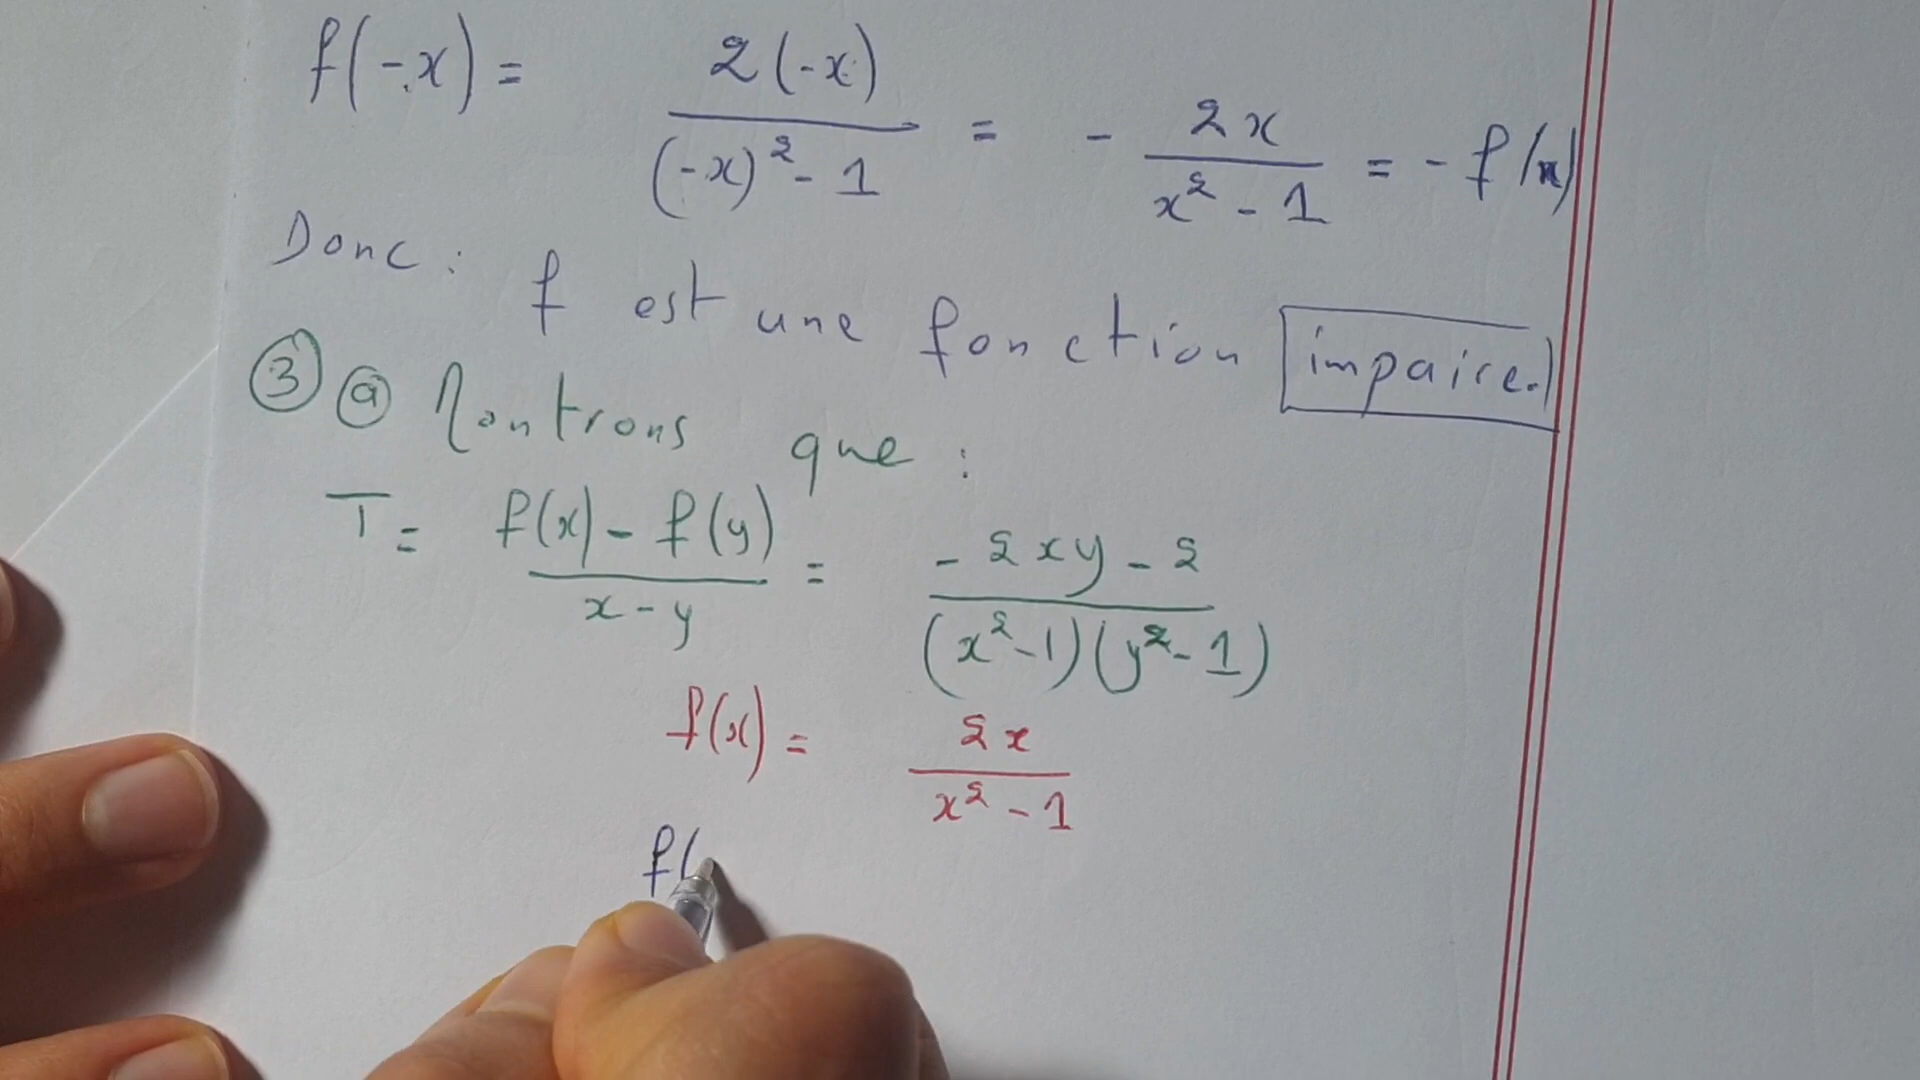 f(-x) = 2(-x) / ((-x)² - 1) = - 2x / (x² - 1) = - f(x)
Donc : f est une fonction impaire.
③ ⓐ Montrons que :
T = (f(x) - f(y)) / (x - y) = (-2xy - 2) / ((x² - 1)(y² - 1))
f(x) = 2x / (x² - 1)
f(